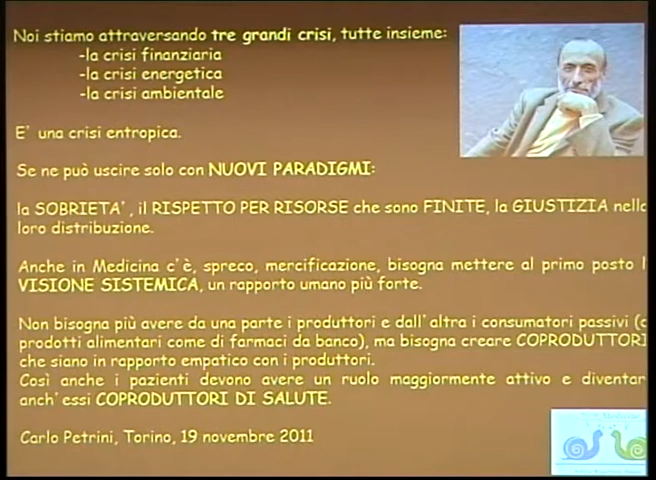 Noi stiamo attraversando tre grandi crisi, tutte insieme:
-la crisi finanziaria
-la crisi energetica
-la crisi ambientale
E' una crisi entropica.
Se ne può uscire solo con NUOVI PARADIGMI:
la SOBRIETA', il RISPETTO PER RISORSE che sono FINITE, la GIUSTIZIA nella
loro distribuzione.
Anche in Medicina c'è, spreco, mercificazione, bisogna mettere al primo posto l
VISIONE SISTEMICA, un rapporto umano più forte.
Non bisogna più avere da una parte i produttori e dall'altra i consumatori passivi (
prodotti alimentari come di farmaci da banco), ma bisogna creare COPRODUTTORI
che siano in rapporto empatico con i produttori.
Così anche i pazienti devono avere un ruolo maggiormente attivo e diventar
anch'essi COPRODUTTORI DI SALUTE.
Carlo Petrini, Torino, 19 novembre 2011